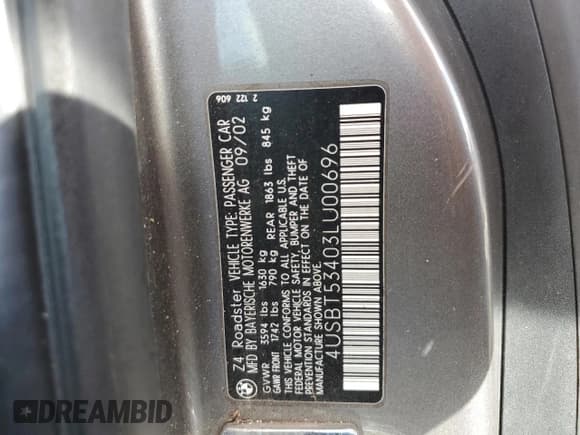 2 122 606
Z4 Roadster VEHICLE TYPE: PASSENGER CAR
MFD BY BAYERISCHE MOTORENWERKE AG 09/02
GVWR 3594 lbs 1630 kg
GAWR FRONT 1742 lbs 790 kg REAR 1863 lbs 845 kg
THIS VEHICLE CONFORMS TO ALL APPLICABLE U.S.
FEDERAL MOTOR VEHICLE SAFETY, BUMPER AND THEFT
PREVENTION STANDARDS IN EFFECT ON THE DATE OF
MANUFACTURE SHOWN ABOVE.
4USBT53403LU00696
DREAMBID